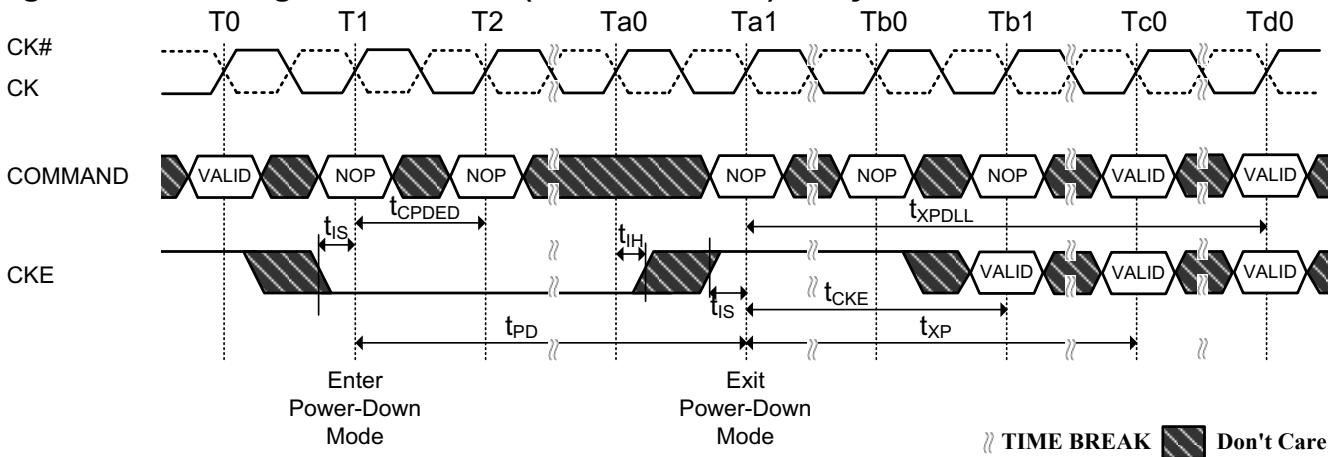 T0 T1 T2 Ta0 Ta1 Tb0 Tb1 Tc0 Td0
CK#
CK
COMMAND VALID NOP NOP NOP NOP NOP VALID VALID
tIS tCPDED tIH tXPDLL
CKE VALID VALID VALID
tIS tCKE
tPD tXP
Enter Power-Down Mode
Exit Power-Down Mode
TIME BREAK Don't Care